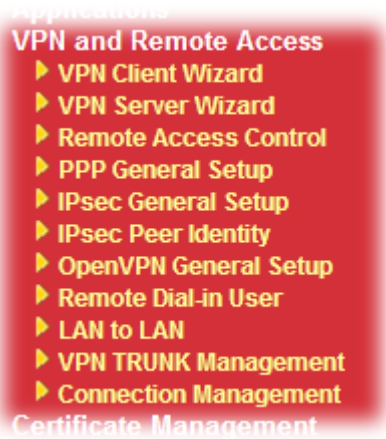 Applications
VPN and Remote Access
VPN Client Wizard
VPN Server Wizard
Remote Access Control
PPP General Setup
IPsec General Setup
IPsec Peer Identity
OpenVPN General Setup
Remote Dial-in User
LAN to LAN
VPN TRUNK Management
Connection Management
Certificate Management